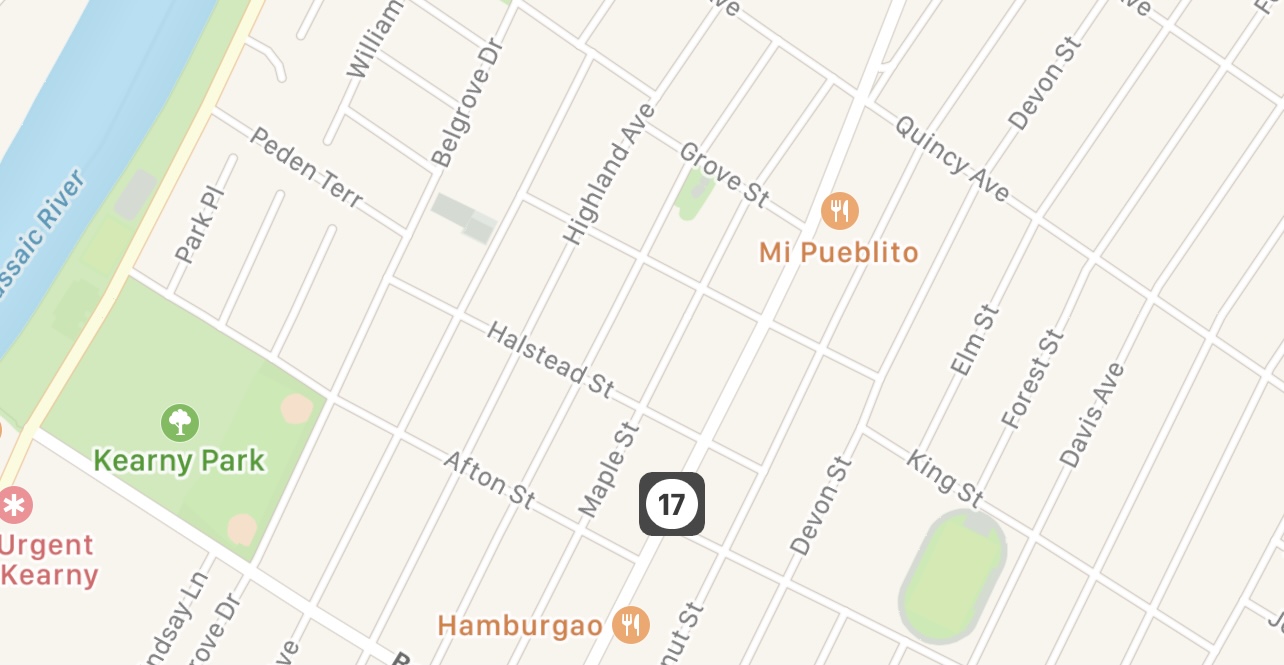 William
Belgrove Dr
Devon St
Quincy Ave
Peden Terr
Highland Ave
Grove St
Park Pl
Mi Pueblito
Halstead St
Elm St
Forest St
Davis Ave
Kearny Park
Afton St
Maple St
17
Devon St
King St
Urgent
Kearny
Hamburgao
River